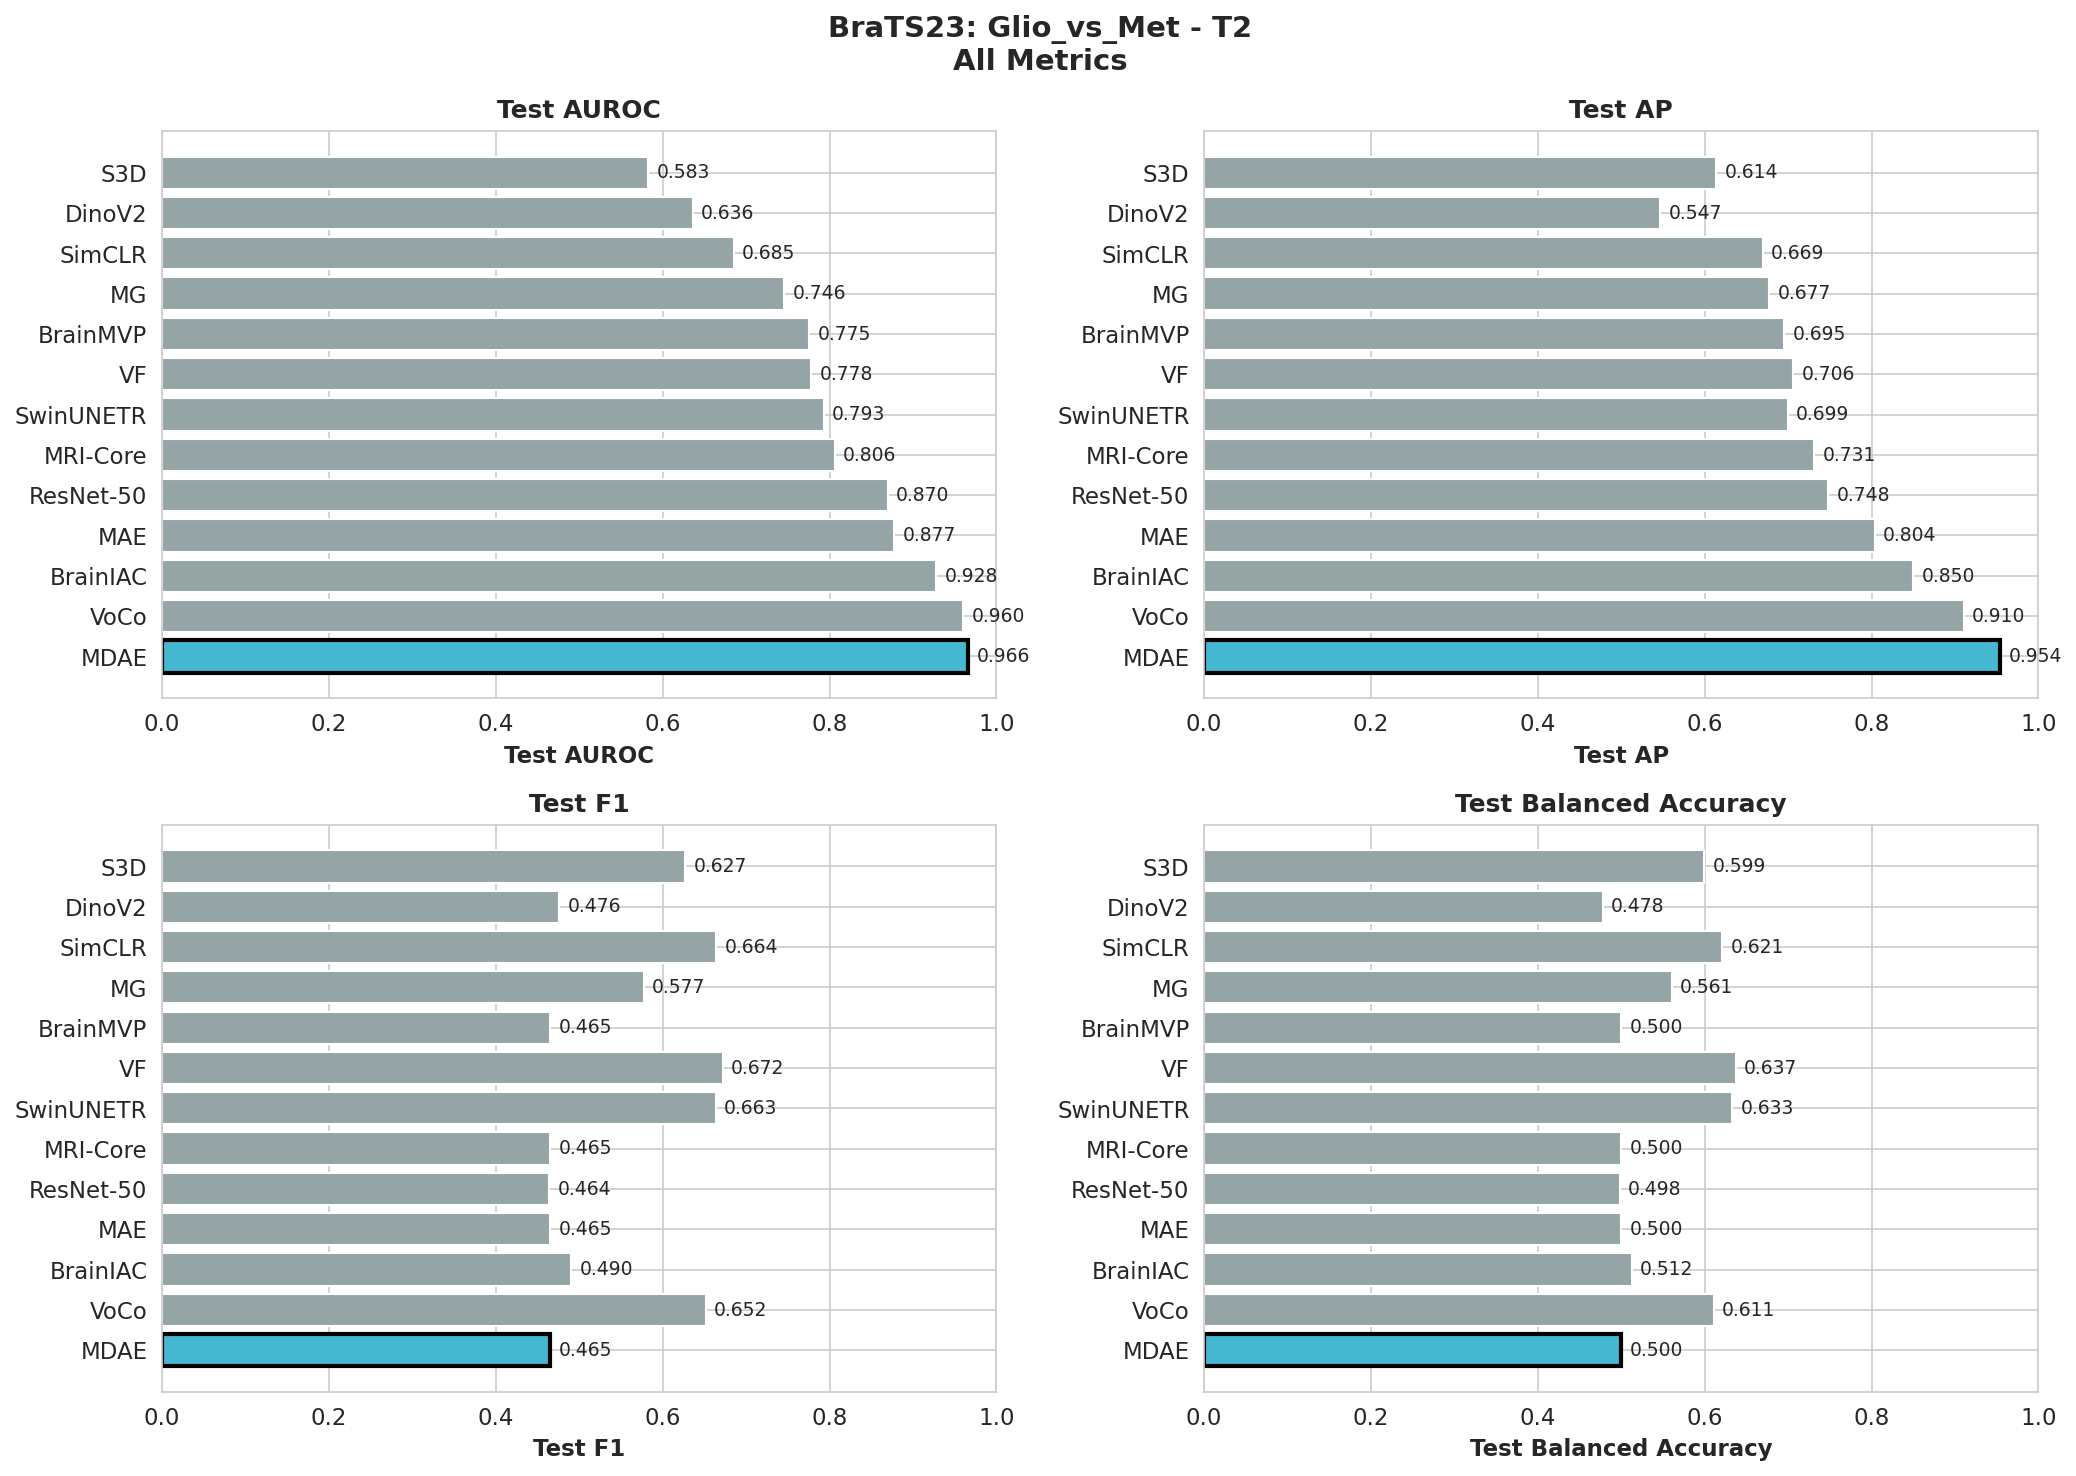 BraTS23: Glio_vs_Met - T2
All Metrics
Test AUROC
S3D 0.583
DinoV2 0.636
SimCLR 0.685
MG 0.746
BrainMVP 0.775
VF 0.778
SwinUNETR 0.793
MRI-Core 0.806
ResNet-50 0.870
MAE 0.877
BrainIAC 0.928
VoCo 0.960
MDAE 0.966
0.0 0.2 0.4 0.6 0.8 1.0
Test AUROC
Test AP
S3D 0.614
DinoV2 0.547
SimCLR 0.669
MG 0.677
BrainMVP 0.695
VF 0.706
SwinUNETR 0.699
MRI-Core 0.731
ResNet-50 0.748
MAE 0.804
BrainIAC 0.850
VoCo 0.910
MDAE 0.954
0.0 0.2 0.4 0.6 0.8 1.0
Test AP
Test F1
S3D 0.627
DinoV2 0.476
SimCLR 0.664
MG 0.577
BrainMVP 0.465
VF 0.672
SwinUNETR 0.663
MRI-Core 0.465
ResNet-50 0.464
MAE 0.465
BrainIAC 0.490
VoCo 0.652
MDAE 0.465
0.0 0.2 0.4 0.6 0.8 1.0
Test F1
Test Balanced Accuracy
S3D 0.599
DinoV2 0.478
SimCLR 0.621
MG 0.561
BrainMVP 0.500
VF 0.637
SwinUNETR 0.633
MRI-Core 0.500
ResNet-50 0.498
MAE 0.500
BrainIAC 0.512
VoCo 0.611
MDAE 0.500
0.0 0.2 0.4 0.6 0.8 1.0
Test Balanced Accuracy